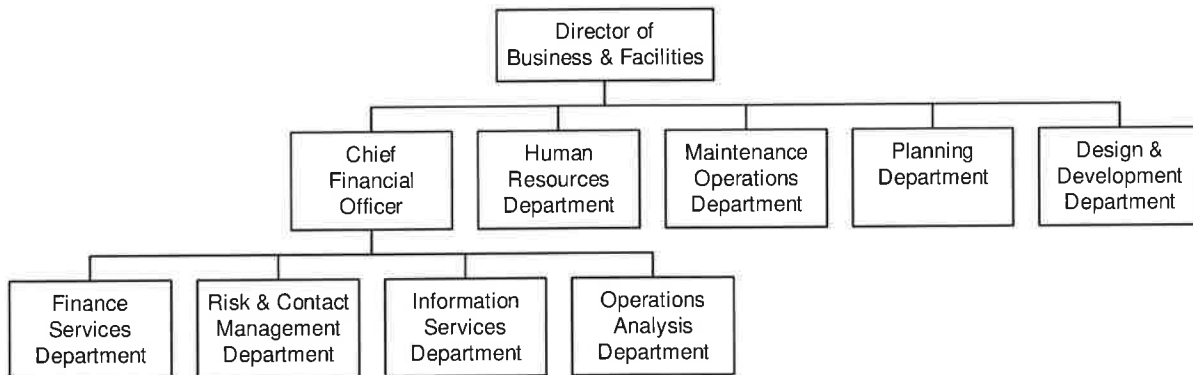 Director of
Business & Facilities
Chief
Financial
Officer
Human
Resources
Department
Maintenance
Operations
Department
Planning
Department
Design &
Development
Department
Finance
Services
Department
Risk & Contact
Management
Department
Information
Services
Department
Operations
Analysis
Department